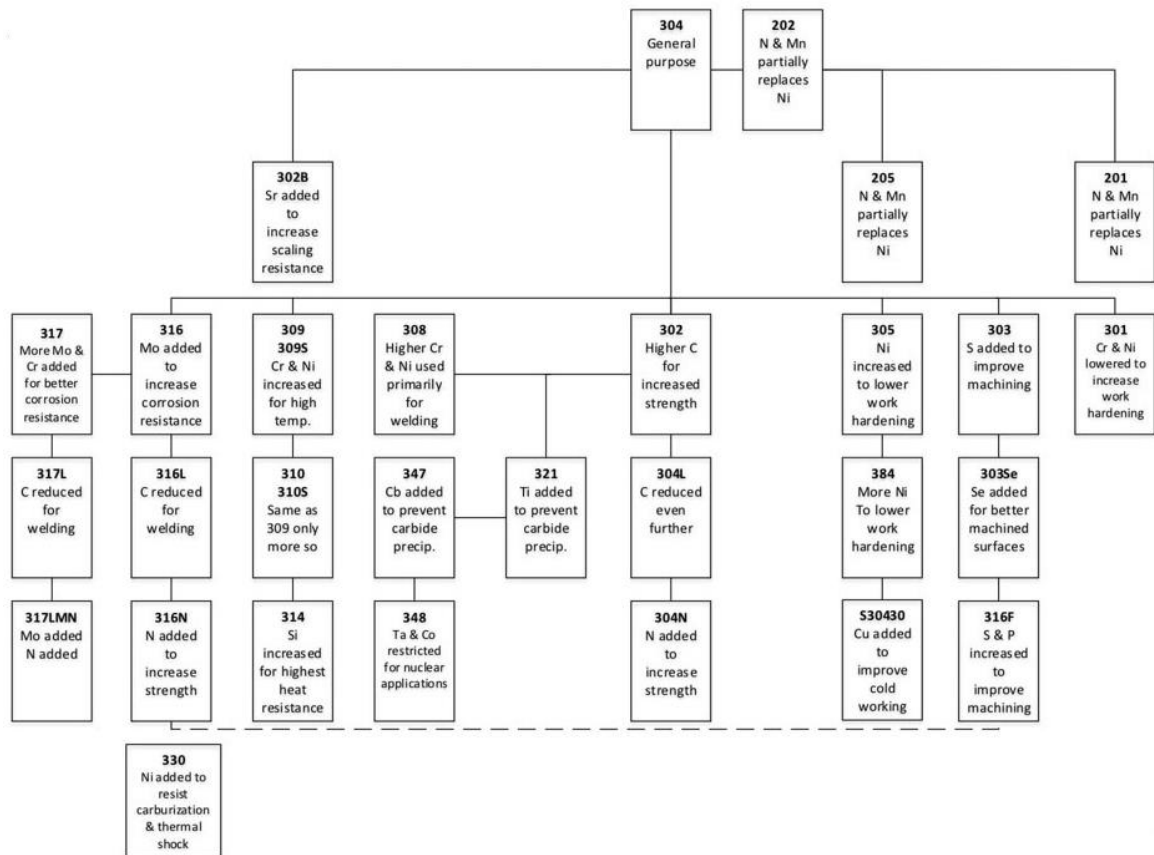 304
General
purpose
202
N & Mn
partially
replaces
Ni
302B
Sr added
to
increase
scaling
resistance
205
N & Mn
partially
replaces
Ni
201
N & Mn
partially
replaces
Ni
317
More Mo &
Cr added
for better
corrosion
resistance
316
Mo added
to
increase
corrosion
resistance
309
309S
Cr & Ni
increased
for high
temp.
308
Higher Cr
& Ni used
primarily
for
welding
302
Higher C
for
increased
strength
305
Ni
increased
to lower
work
hardening
303
S added to
improve
machining
301
Cr & Ni
lowered to
increase
work
hardening
317L
C reduced
for
welding
316L
C reduced
for
welding
310
310S
Same as
309 only
more so
347
Cb added
to prevent
carbide
precip.
321
Ti added
to prevent
carbide
precip.
304L
C reduced
even
further
384
More Ni
To lower
work
hardening
303Se
Se added
for better
machined
surfaces
317LMN
Mo added
N added
316N
N added
to
increase
strength
314
Si
increased
for highest
heat
resistance
348
Ta & Co
restricted
for nuclear
applications
304N
N added
to
increase
strength
S30430
Cu added
to
improve
cold
working
316F
S & P
increased
to
improve
machining
330
Ni added to
resist
carburization
& thermal
shock